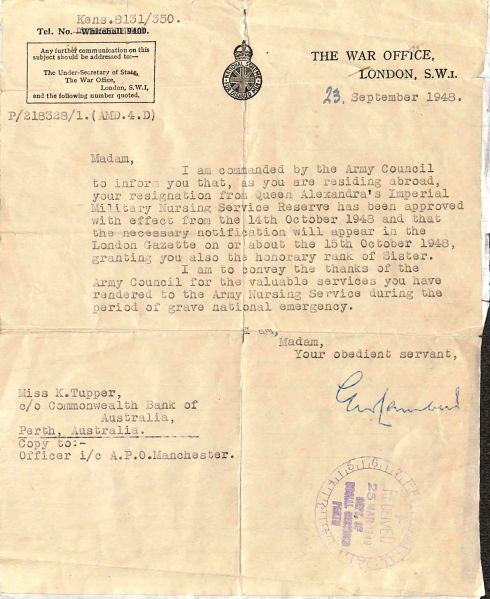 Kens.8131/350.
Tel. No. Whitehall 9400.
Any further communication on this
subject should be addressed to:—
The Under-Secretary of State,
The War Office,
London, S.W.1,
and the following number quoted.
P/218328/1.(AMD.4.D)
THE WAR OFFICE,
LONDON, S.W.1.
23, September 1948.
Madam,
I am commanded by the Army Council
to inform you that, as you are residing abroad,
your resignation from Queen Alexandra's Imperial
Military Nursing Service Reserve has been approved
with effect from the 14th October 1948 and that
the necessary notification will appear in the
London Gazette on or about the 15th October 1948,
granting you also the honorary rank of Sister.
I am to convey the thanks of the
Army Council for the valuable services you have
rendered to the Army Nursing Service during the
period of grave national emergency.
I am,
Madam,
Your obedient servant,
Miss K.Tupper,
c/o Commonwealth Bank of
Australia,
Perth, Australia.
Copy to:-
Officer i/c A.P.O.Manchester.
RECEIVED
25 MAR 1949
PERTH